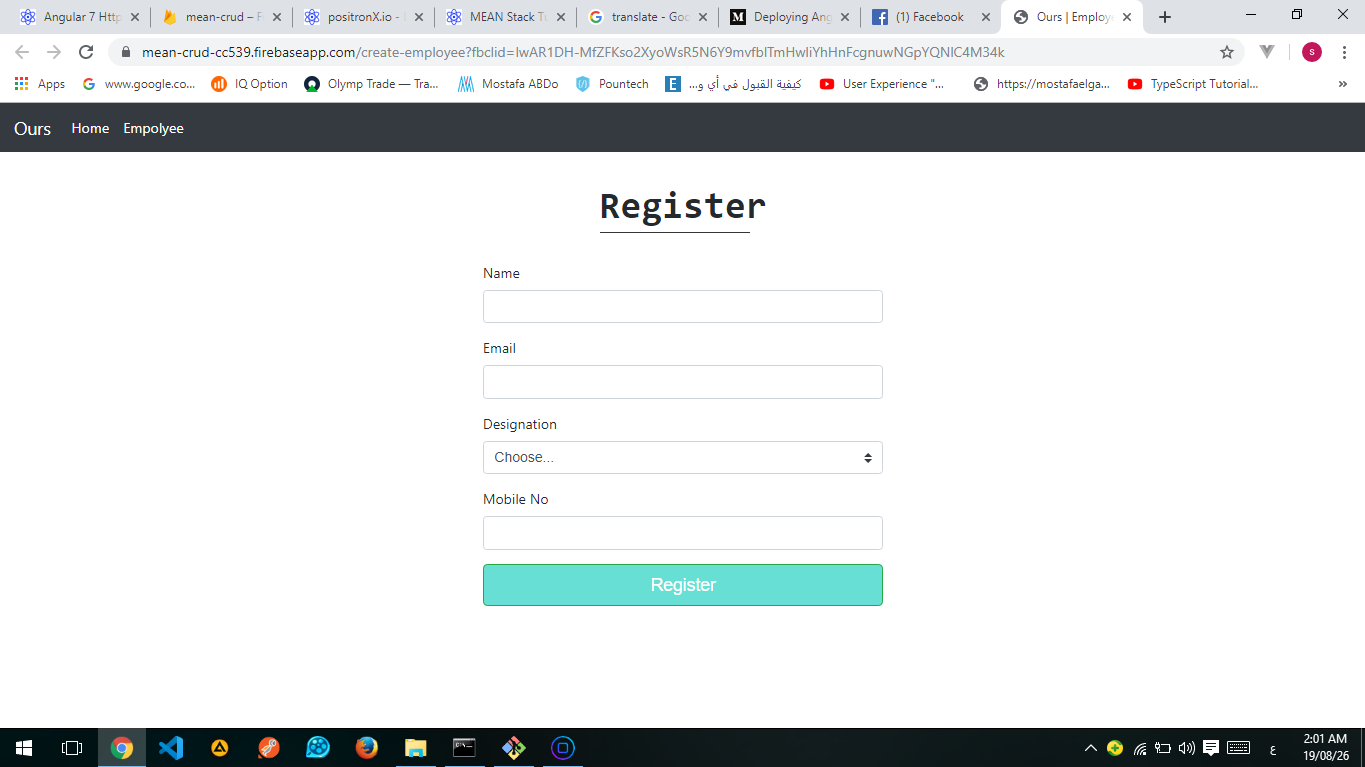 Angular 7 Http
mean-crud – F
positronX.io -
MEAN Stack Tu
translate - Goo
Deploying Ang
(1) Facebook
Ours | Employe
mean-crud-cc539.firebaseapp.com/create-employee?fbclid=
Apps
www.google.co...
IQ Option
Olymp Trade — Tra...
Mostafa ABDo
Pountech
كيفية القبول في أي و...
User Experience "...
https://mostafaelga...
TypeScript Tutorial...
»
Ours
Home
Empolyee
Register
Name
Email
Designation
Choose...
Mobile No
Register
ع
2:01 AM
19/08/26